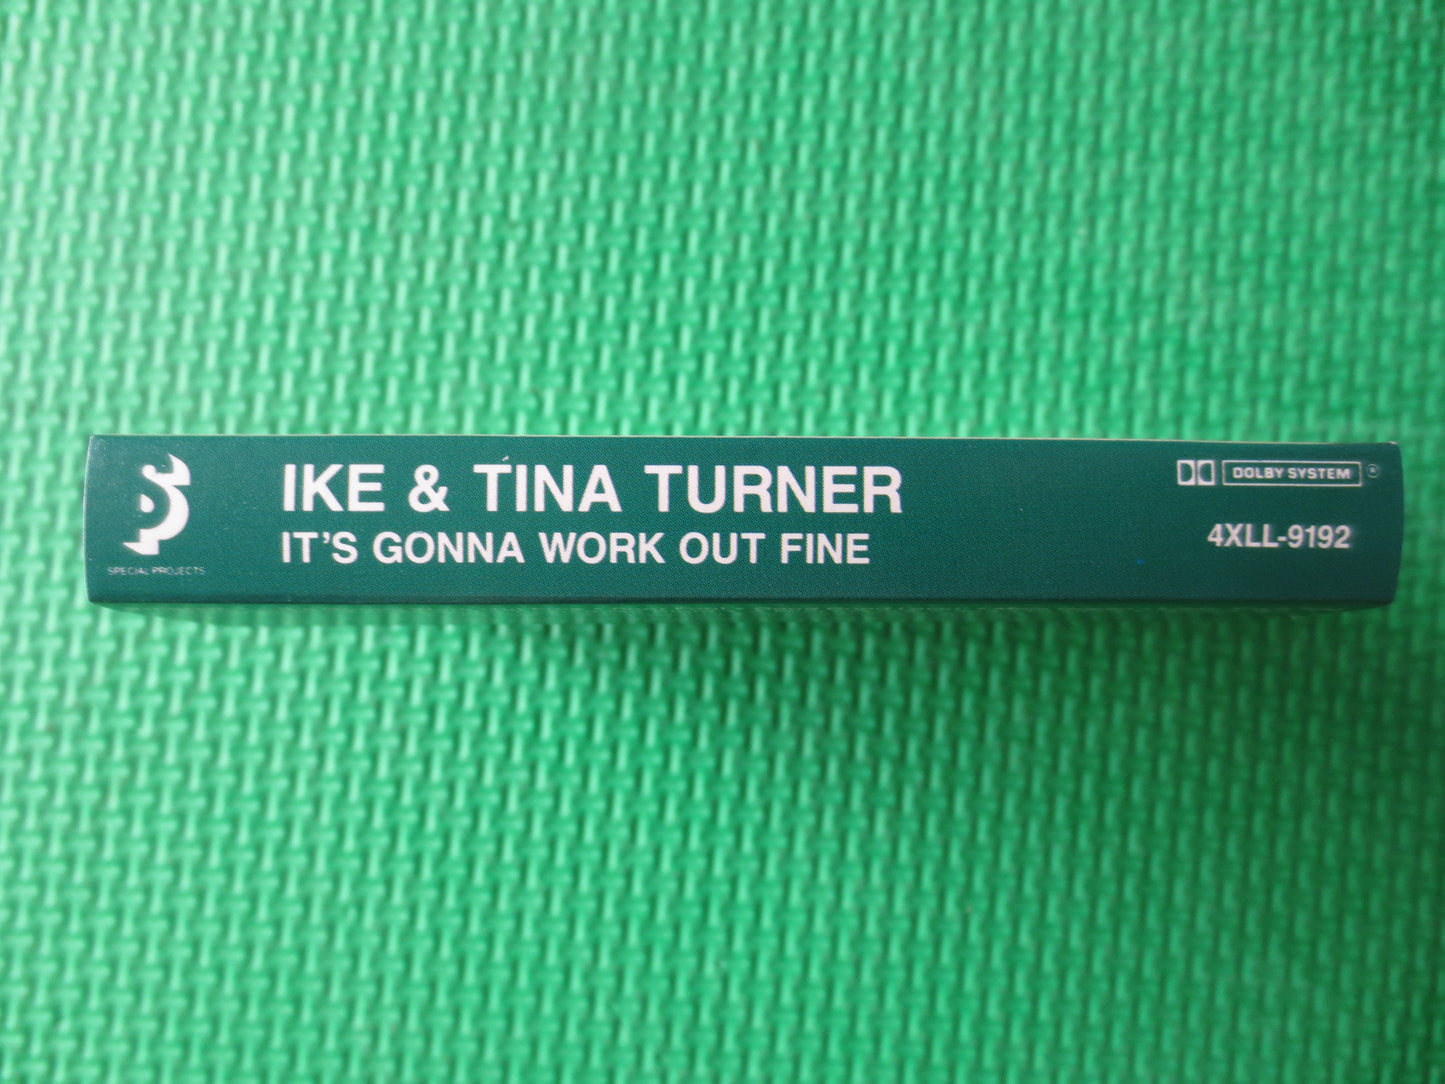 SPECIAL PROJECTS
IKE & TINA TURNER
IT'S GONNA WORK OUT FINE
DOLBY SYSTEM ®
4XLL-9192